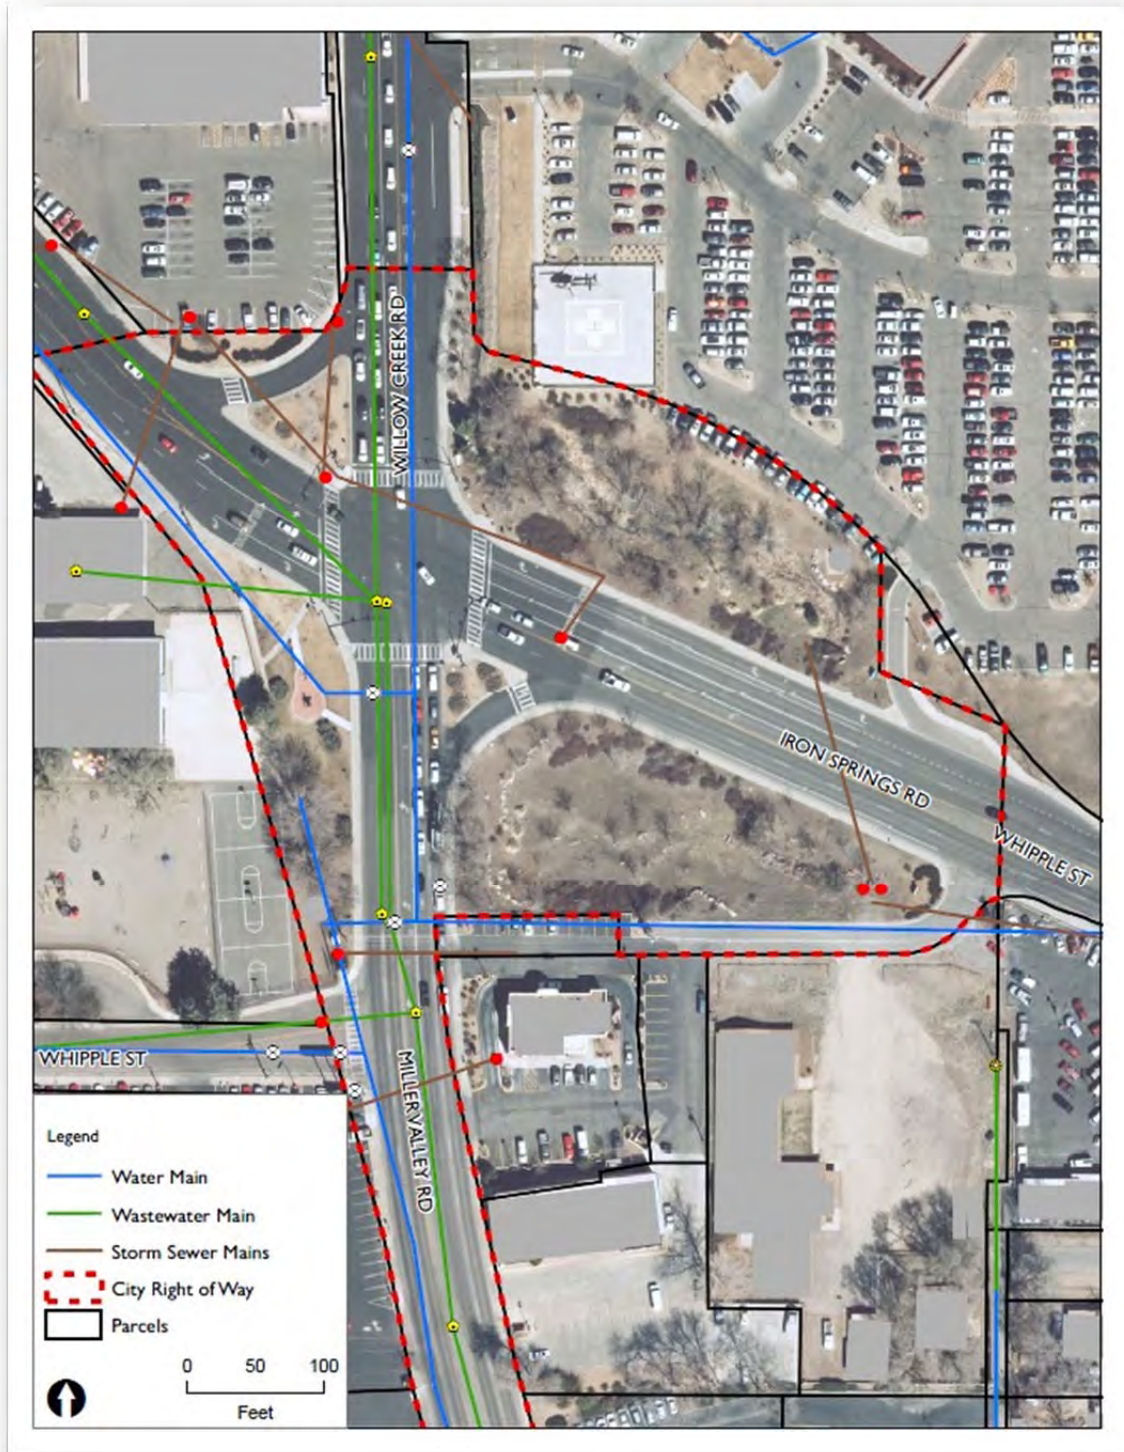 WILLOW CREEK RD
IRON SPRINGS RD
WHIPPLE ST
WHIPPLE ST
MILLER VALLEY RD
Legend
Water Main
Wastewater Main
Storm Sewer Mains
City Right of Way
Parcels
0 50 100
Feet